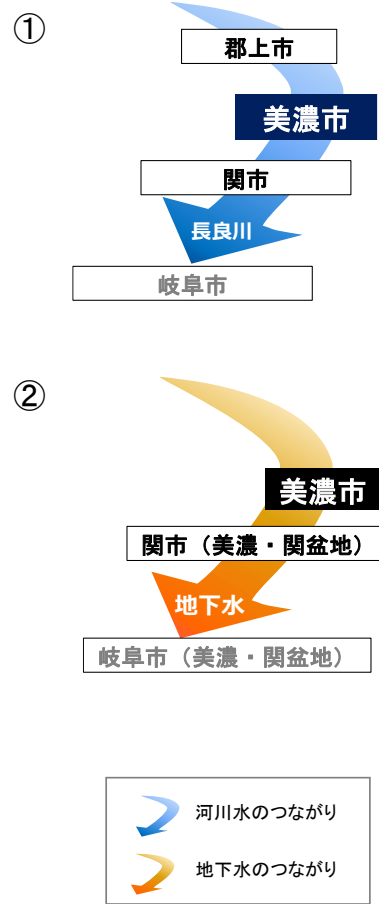 ①
郡上市
美濃市
関市
長良川
岐阜市
②
美濃市
関市（美濃・関盆地）
地下水
岐阜市（美濃・関盆地）
河川水のつながり
地下水のつながり